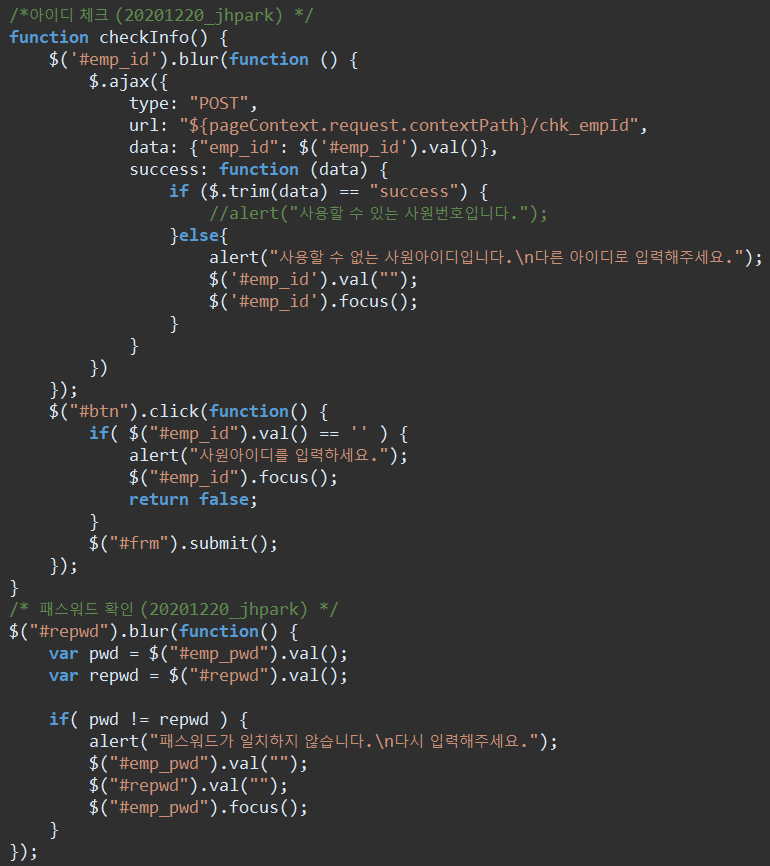 /*아이디 체크 (20201220_jhpark) */
function checkInfo() {
    $('#emp_id').blur(function () {
        $.ajax({
            type: "POST",
            url: "${pageContext.request.contextPath}/chk_empId",
            data: {"emp_id": $('#emp_id').val()},
            success: function (data) {
                if ($.trim(data) == "success") {
                    //alert("사용할 수 있는 사원번호입니다.");
                }else{
                    alert("사용할 수 없는 사원아이디입니다.\n다른 아이디로 입력해주세요.");
                    $('#emp_id').val("");
                    $('#emp_id').focus();
                }
            }
        })
    });
    $("#btn").click(function() {
        if( $("#emp_id").val() == '' ) {
            alert("사원아이디를 입력하세요.");
            $("#emp_id").focus();
            return false;
        }
        $("#frm").submit();
    });
}
/* 패스워드 확인 (20201220_jhpark) */
$("#repwd").blur(function() {
    var pwd = $("#emp_pwd").val();
    var repwd = $("#repwd").val();

    if( pwd != repwd ) {
        alert("패스워드가 일치하지 않습니다.\n다시 입력해주세요.");
        $("#emp_pwd").val("");
        $("#repwd").val("");
        $("#emp_pwd").focus();
    }
});